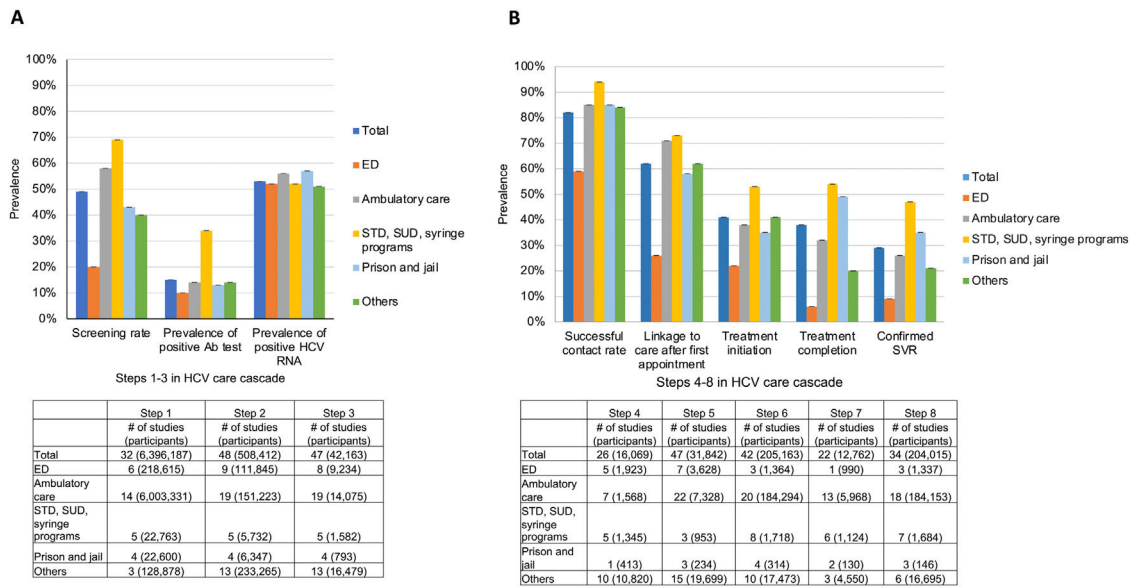 A
100%
90%
80%
70%
60%
50%
40%
30%
20%
10%
0%
Prevalence
Screening rate
Prevalence of
positive Ab test
Prevalence of
positive HCV
RNA
Steps 1-3 in HCV care cascade
Total
ED
Ambulatory care
STD, SUD, syringe
programs
Prison and jail
Others
Step 1 Step 2 Step 3
# of studies # of studies # of studies
(participants) (participants) (participants)
Total 32 (6,396,187) 48 (508,412) 47 (42,163)
ED 6 (218,615) 9 (111,845) 8 (9,234)
Ambulatory
care 14 (6,003,331) 19 (151,223) 19 (14,075)
STD, SUD,
syringe
programs 5 (22,763) 5 (5,732) 5 (1,582)
Prison and jail 4 (22,600) 4 (6,347) 4 (793)
Others 3 (128,878) 13 (233,265) 13 (16,479)
B
100%
90%
80%
70%
60%
50%
40%
30%
20%
10%
0%
Prevalence
Successful
contact rate
Linkage to
care after first
appointment
Treatment
initiation
Treatment
completion
Confirmed
SVR
Steps 4-8 in HCV care cascade
Total
ED
Ambulatory care
STD, SUD, syringe
programs
Prison and jail
Others
Step 4 Step 5 Step 6 Step 7 Step 8
# of studies # of studies # of studies # of studies # of studies
(participants) (participants) (participants) (participants) (participants)
Total 26 (16,069) 47 (31,842) 42 (205,163) 22 (12,762) 34 (204,015)
ED 5 (1,923) 7 (3,628) 3 (1,364) 1 (990) 3 (1,337)
Ambulatory
care 7 (1,568) 22 (7,328) 20 (184,294) 13 (5,968) 18 (184,153)
STD, SUD,
syringe
programs 5 (1,345) 3 (953) 8 (1,718) 6 (1,124) 7 (1,684)
Prison and
jail 1 (413) 3 (234) 4 (314) 2 (130) 3 (146)
Others 10 (10,820) 15 (19,699) 10 (17,473) 3 (4,550) 6 (16,695)